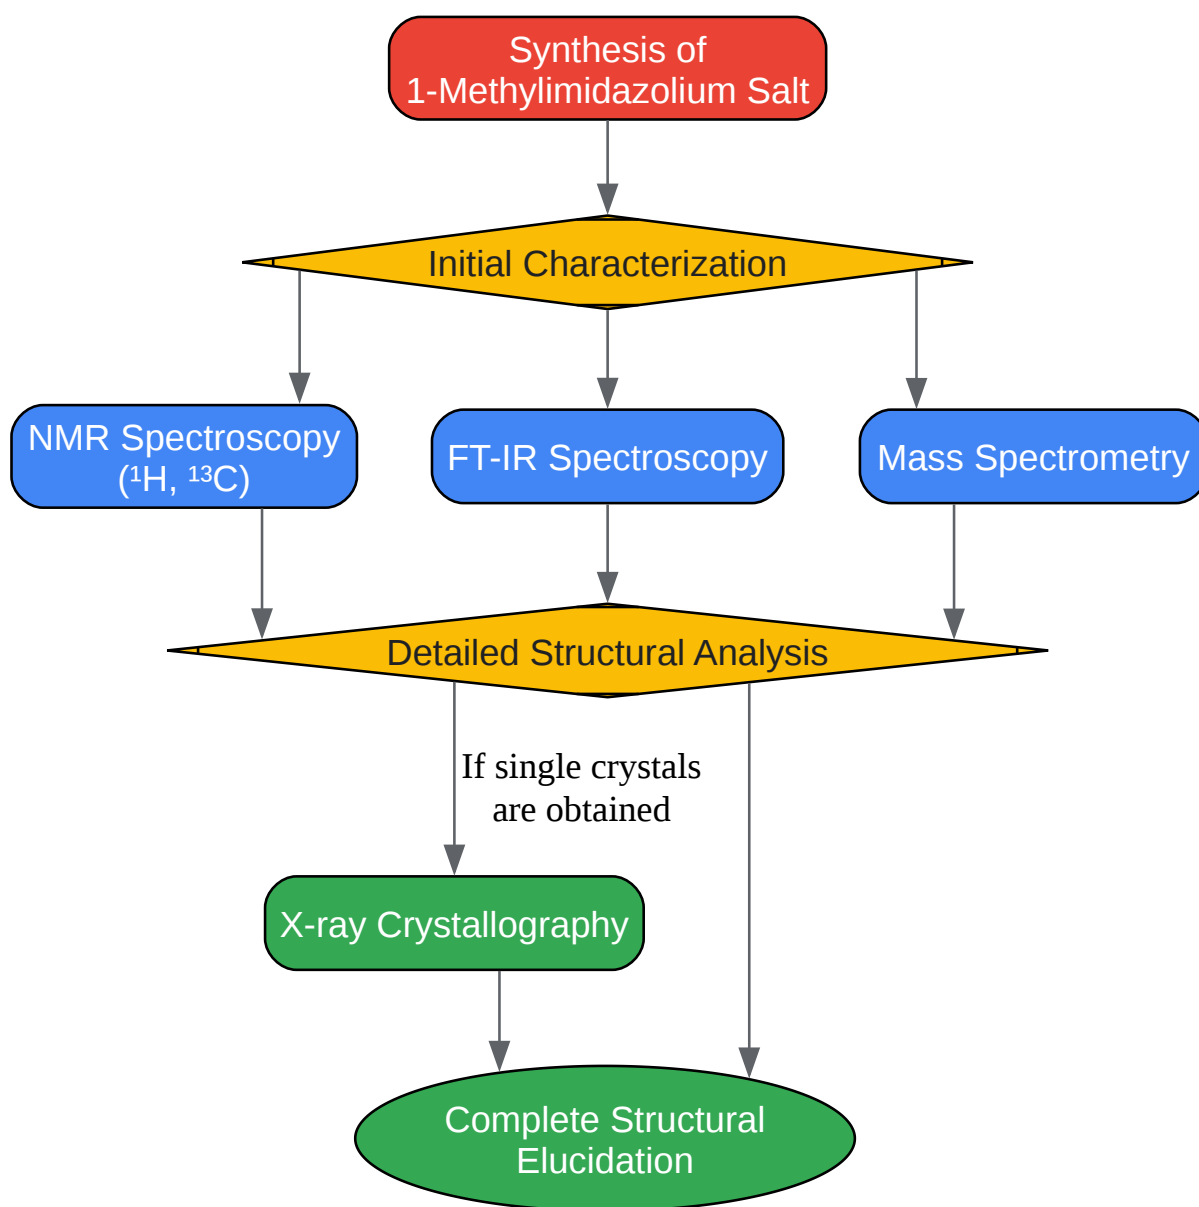 Synthesis of
1-Methylimidazolium Salt
Initial Characterization
NMR Spectroscopy
(¹H, ¹³C)
FT-IR Spectroscopy
Mass Spectrometry
Detailed Structural Analysis
If single crystals
are obtained
X-ray Crystallography
Complete Structural
Elucidation